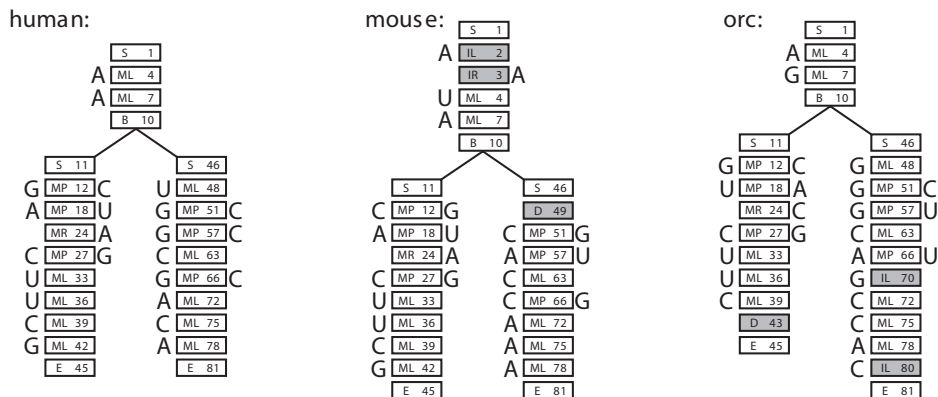 human:
S 1
A ML 4
A ML 7
B 10
S 11
G MP 12 C
A MP 18 U
MR 24 A
C MP 27 G
U ML 33
U ML 36
C ML 39
G ML 42
E 45
S 46
U ML 48
G MP 51 C
G MP 57 C
C ML 63
G MP 66 C
A ML 72
C ML 75
A ML 78
E 81
mouse:
S 1
A IL 2
IR 3 A
U ML 4
A ML 7
B 10
S 11
C MP 12 G
A MP 18 U
MR 24 A
C MP 27 G
C ML 33
U ML 36
C ML 39
G ML 42
E 45
S 46
D 49
C MP 51 G
A MP 57 U
C ML 63
C MP 66 G
A ML 72
A ML 75
A ML 78
E 81
orc:
S 1
A ML 4
G ML 7
B 10
S 11
G MP 12 C
U MP 18 A
MR 24 C
C MP 27 G
U ML 33
U ML 36
C ML 39
D 43
E 45
S 46
G ML 48
G MP 51 C
G MP 57 U
C ML 63
A MP 66 U
G IL 70
C ML 72
C ML 75
A ML 78
C IL 80
E 81